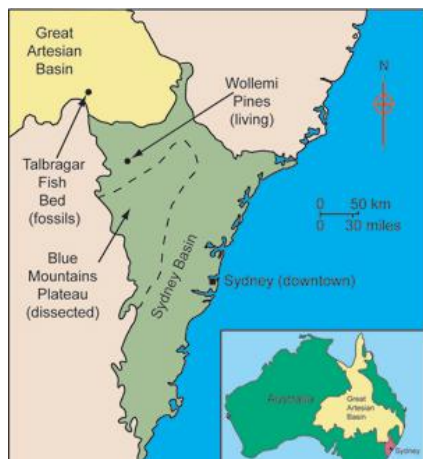 Great
Artesian
Basin
N
Wollemi
Pines
(living)
Talbragar
Fish
Bed
(fossils)
0 50 km
0 30 miles
Blue
Mountains
Plateau
(dissected)
Sydney Basin
Sydney (downtown)
Australia
Great
Artesian
Basin
Sydney